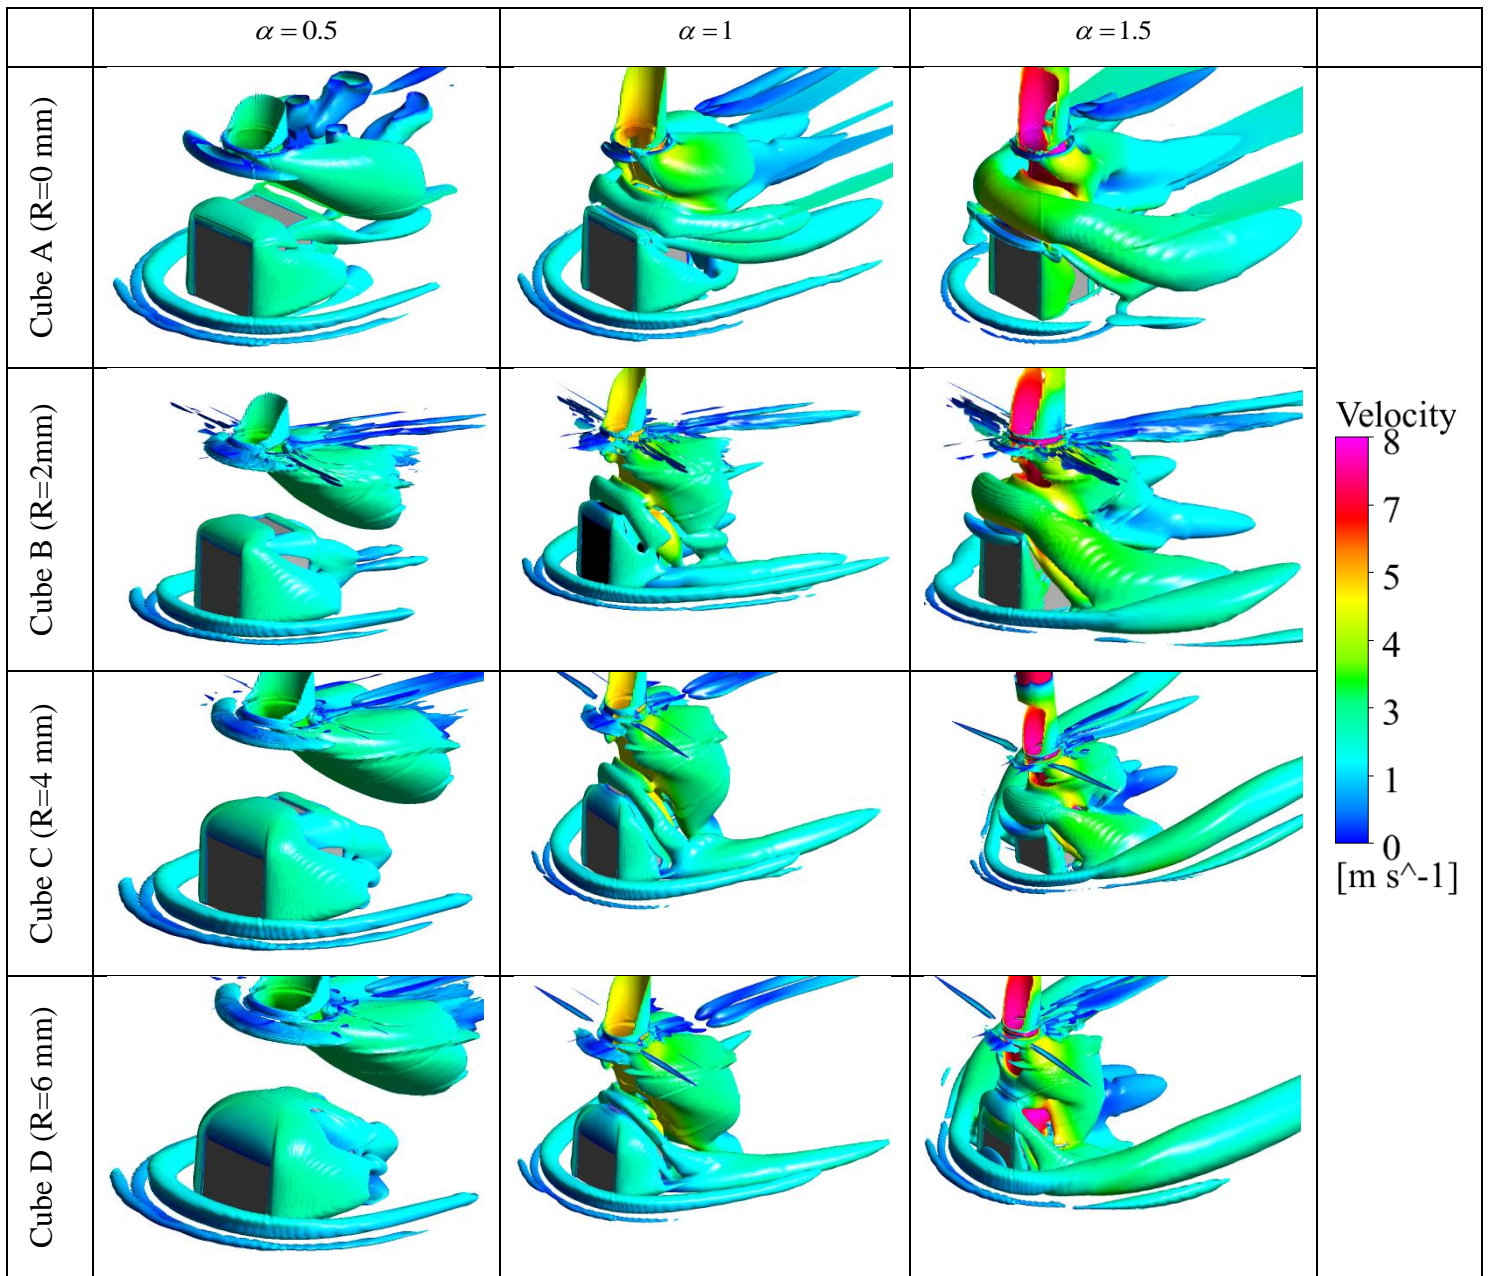 α = 0.5
α = 1
α = 1.5
Cube A (R=0 mm)
Cube B (R=2mm)
Cube C (R=4 mm)
Cube D (R=6 mm)
Velocity
8
7
5
4
3
1
0
[m s^-1]